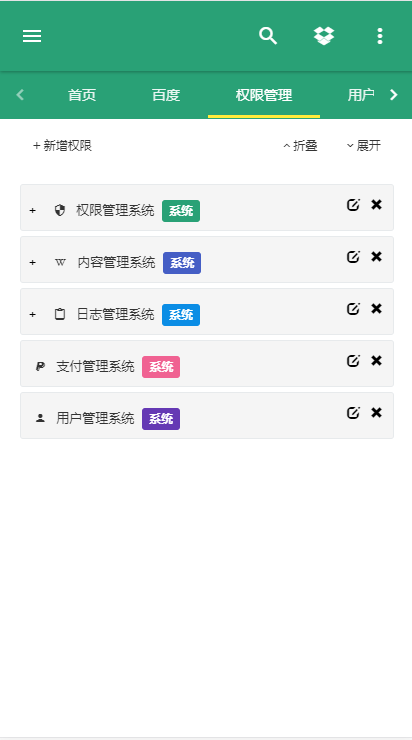 首页 百度 权限管理 用户
+ 新增权限 折叠 展开
+ 权限管理系统 系统
+ 内容管理系统 系统
+ 日志管理系统 系统
支付管理系统 系统
用户管理系统 系统